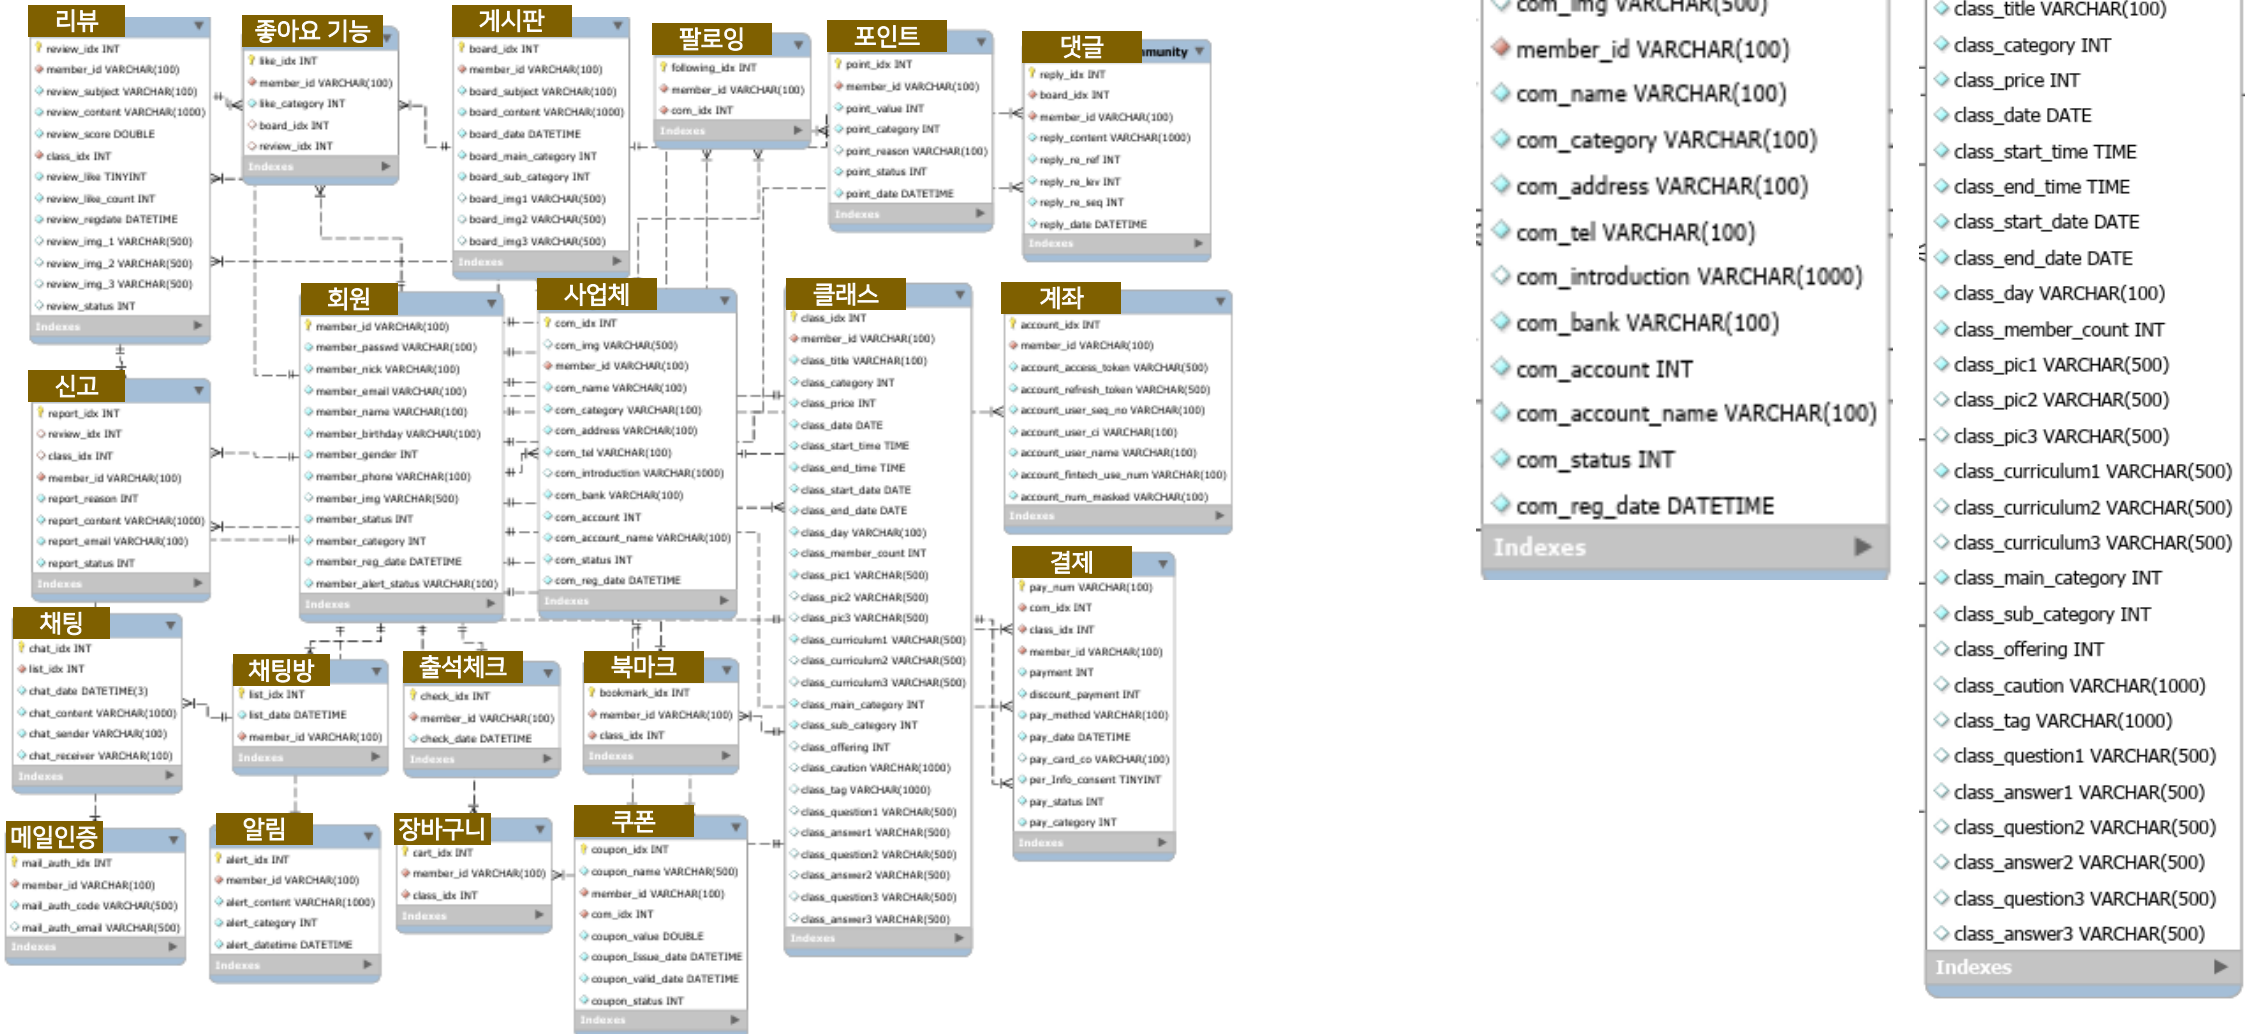 리뷰
review_idx INT
member_id VARCHAR(100)
review_subject VARCHAR(100)
review_content VARCHAR(1000)
review_score DOUBLE
class_idx INT
review_like TINYINT
review_like_count INT
review_regdate DATETIME
review_img_1 VARCHAR(500)
review_img_2 VARCHAR(500)
review_img_3 VARCHAR(500)
review_status INT
Indexes
좋아요 기능
like_idx INT
member_id VARCHAR(100)
like_category INT
board_idx INT
review_idx INT
Indexes
게시판
board_idx INT
member_id VARCHAR(100)
board_subject VARCHAR(100)
board_content VARCHAR(1000)
board_date DATETIME
board_main_category INT
board_sub_category INT
board_img1 VARCHAR(500)
board_img2 VARCHAR(500)
board_img3 VARCHAR(500)
Indexes
팔로잉
following_idx INT
member_id VARCHAR(100)
com_idx INT
Indexes
포인트
point_idx INT
member_id VARCHAR(100)
point_value INT
point_category INT
point_reason VARCHAR(100)
point_status INT
point_date DATETIME
Indexes
댓글
mmunity
reply_idx INT
board_idx INT
member_id VARCHAR(100)
reply_content VARCHAR(1000)
reply_re_ref INT
reply_re_lev INT
reply_re_seq INT
reply_date DATETIME
Indexes
회원
member_id VARCHAR(100)
member_passwd VARCHAR(100)
member_nick VARCHAR(100)
member_email VARCHAR(100)
member_name VARCHAR(100)
member_birthday VARCHAR(100)
member_gender INT
member_phone VARCHAR(100)
member_img VARCHAR(500)
member_status INT
member_category INT
member_reg_date DATETIME
member_alert_status VARCHAR(100)
Indexes
사업체
com_idx INT
com_img VARCHAR(500)
member_id VARCHAR(100)
com_name VARCHAR(100)
com_category VARCHAR(100)
com_address VARCHAR(100)
com_tel VARCHAR(100)
com_introduction VARCHAR(1000)
com_bank VARCHAR(100)
com_account INT
com_account_name VARCHAR(100)
com_status INT
com_reg_date DATETIME
Indexes
클래스
class_idx INT
member_id VARCHAR(100)
class_title VARCHAR(100)
class_category INT
class_price INT
class_date DATE
class_start_time TIME
class_end_time TIME
class_start_date DATE
class_end_date DATE
class_day VARCHAR(100)
class_member_count INT
class_pic1 VARCHAR(500)
class_pic2 VARCHAR(500)
class_pic3 VARCHAR(500)
class_curriculum1 VARCHAR(500)
class_curriculum2 VARCHAR(500)
class_curriculum3 VARCHAR(500)
class_main_category INT
class_sub_category INT
class_offering INT
class_caution VARCHAR(1000)
class_tag VARCHAR(1000)
class_question1 VARCHAR(500)
class_answer1 VARCHAR(500)
class_question2 VARCHAR(500)
class_answer2 VARCHAR(500)
class_question3 VARCHAR(500)
class_answer3 VARCHAR(500)
Indexes
계좌
account_idx INT
member_id VARCHAR(100)
account_access_token VARCHAR(500)
account_refresh_token VARCHAR(500)
account_user_seq_no VARCHAR(100)
account_user_ci VARCHAR(100)
account_user_name VARCHAR(100)
account_fintech_use_num VARCHAR(100)
account_num_masked VARCHAR(100)
Indexes
신고
report_idx INT
review_idx INT
class_idx INT
member_id VARCHAR(100)
report_reason INT
report_content VARCHAR(1000)
report_email VARCHAR(100)
report_status INT
Indexes
결제
pay_num VARCHAR(100)
com_idx INT
class_idx INT
member_id VARCHAR(100)
payment INT
discount_payment INT
pay_method VARCHAR(100)
pay_date DATETIME
pay_card_co VARCHAR(100)
per_Info_consent TINYINT
pay_status INT
pay_category INT
Indexes
채팅
chat_idx INT
list_idx INT
chat_date DATETIME(3)
chat_content VARCHAR(1000)
chat_sender VARCHAR(100)
chat_receiver VARCHAR(100)
Indexes
채팅방
list_idx INT
list_date DATETIME
member_id VARCHAR(100)
Indexes
출석체크
check_idx INT
member_id VARCHAR(100)
check_date DATETIME
Indexes
북마크
bookmark_idx INT
member_id VARCHAR(100)
class_idx INT
Indexes
메일인증
mail_auth_idx INT
member_id VARCHAR(100)
mail_auth_code VARCHAR(500)
mail_auth_email VARCHAR(500)
Indexes
알림
alert_idx INT
member_id VARCHAR(100)
alert_content VARCHAR(1000)
alert_category INT
alert_datetime DATETIME
Indexes
장바구니
cart_idx INT
member_id VARCHAR(100)
class_idx INT
Indexes
쿠폰
coupon_idx INT
coupon_name VARCHAR(500)
member_id VARCHAR(100)
com_idx INT
coupon_value DOUBLE
coupon_Issue_date DATETIME
coupon_valid_date DATETIME
coupon_status INT
Indexes
com_img VARCHAR(500)
member_id VARCHAR(100)
com_name VARCHAR(100)
com_category VARCHAR(100)
com_address VARCHAR(100)
com_tel VARCHAR(100)
com_introduction VARCHAR(1000)
com_bank VARCHAR(100)
com_account INT
com_account_name VARCHAR(100)
com_status INT
com_reg_date DATETIME
Indexes
class_title VARCHAR(100)
class_category INT
class_price INT
class_date DATE
class_start_time TIME
class_end_time TIME
class_start_date DATE
class_end_date DATE
class_day VARCHAR(100)
class_member_count INT
class_pic1 VARCHAR(500)
class_pic2 VARCHAR(500)
class_pic3 VARCHAR(500)
class_curriculum1 VARCHAR(500)
class_curriculum2 VARCHAR(500)
class_curriculum3 VARCHAR(500)
class_main_category INT
class_sub_category INT
class_offering INT
class_caution VARCHAR(1000)
class_tag VARCHAR(1000)
class_question1 VARCHAR(500)
class_answer1 VARCHAR(500)
class_question2 VARCHAR(500)
class_answer2 VARCHAR(500)
class_question3 VARCHAR(500)
class_answer3 VARCHAR(500)
Indexes